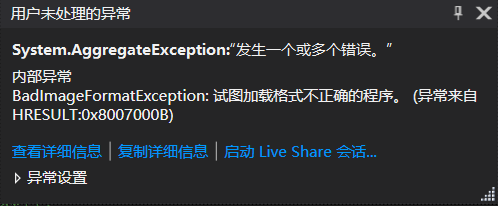 用户未处理的异常
System.AggregateException:“发生一个或多个错误。”
内部异常
BadImageFormatException: 试图加载格式不正确的程序。 (异常来自
HRESULT:0x8007000B)
查看详细信息 | 复制详细信息 | 启动 Live Share 会话...
异常设置